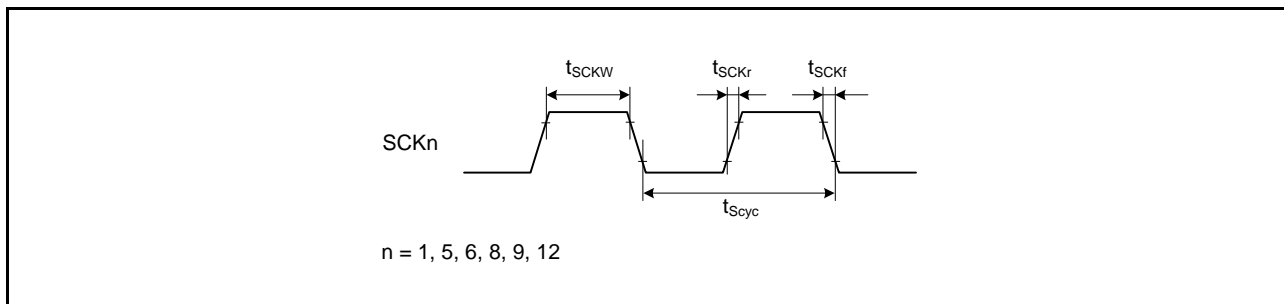 tSCKW
tSCKr
tSCKf
SCKn
tScyc
n = 1, 5, 6, 8, 9, 12